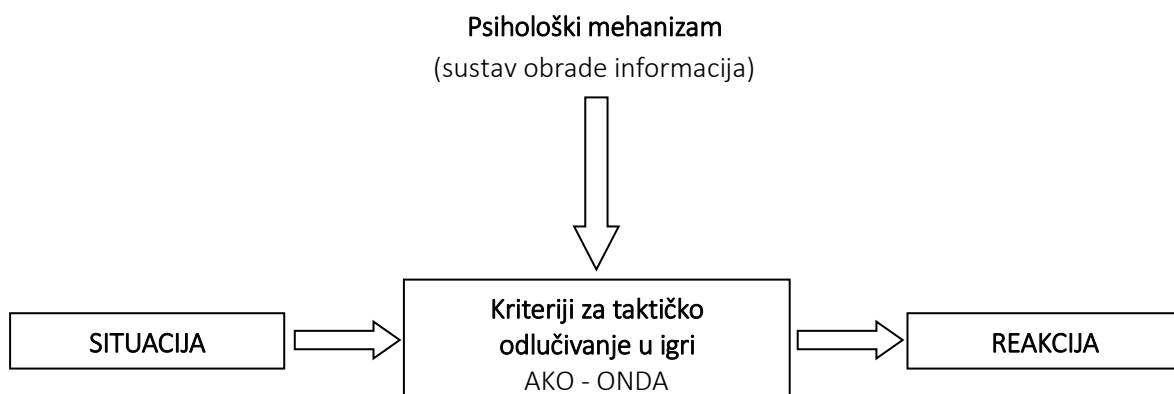 Psihološki mehanizam
(sustav obrade informacija)
SITUACIJA
Kriteriji za taktičko
odlučivanje u igri
AKO - ONDA
REAKCIJA